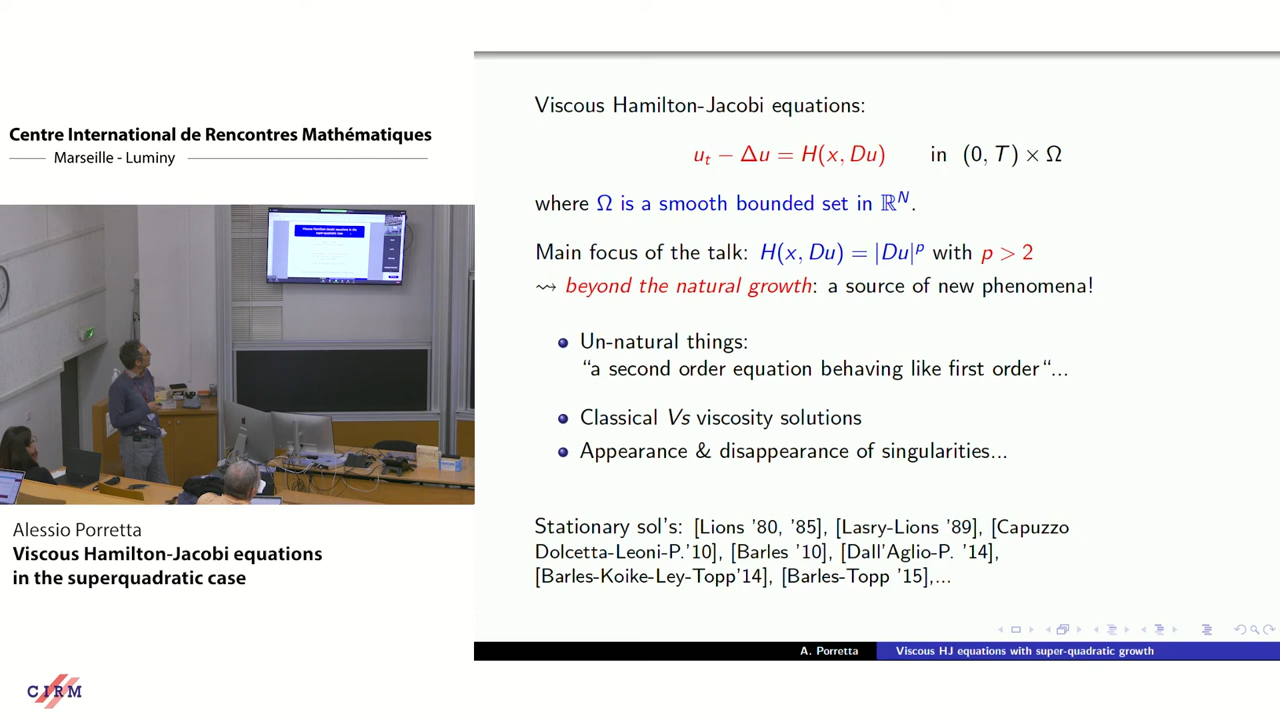 Centre International de Rencontres Mathématiques
Marseille - Luminy
Alessio Porretta
Viscous Hamilton-Jacobi equations
in the superquadratic case
CIRM
Viscous Hamilton-Jacobi equations:
u_t − Δu = H(x, Du) in (0, T) × Ω
where Ω is a smooth bounded set in ℝ^N.
Main focus of the talk: H(x, Du) = |Du|^p with p > 2
⇝ beyond the natural growth: a source of new phenomena!
Un-natural things:
“a second order equation behaving like first order“...
Classical Vs viscosity solutions
Appearance & disappearance of singularities...
Stationary sol's: [Lions '80, '85], [Lasry-Lions '89], [Capuzzo
Dolcetta-Leoni-P.'10], [Barles '10], [Dall'Aglio-P. '14],
[Barles-Koike-Ley-Topp'14], [Barles-Topp '15],...
A. Porretta
Viscous HJ equations with super-quadratic growth